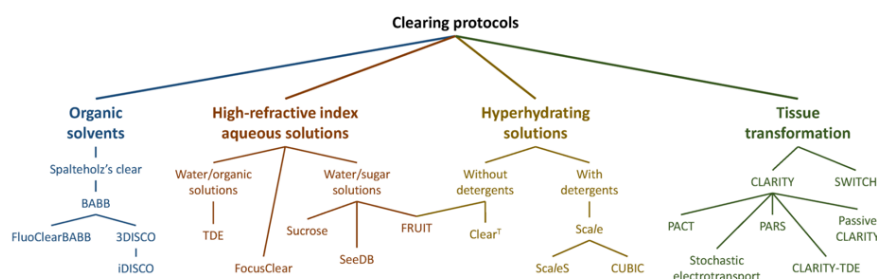 Clearing protocols
Organic
solvents
High-refractive index
aqueous solutions
Hyperhydrating
solutions
Tissue
transformation
Spalteholz's clear
Water/organic
solutions
Water/sugar
solutions
Without
detergents
With
detergents
CLARITY
SWITCH
BABB
FluoClearBABB
3DISCO
TDE
Sucrose
FRUIT
Clearᵀ
Scale
PACT
PARS
Passive
CLARITY
iDISCO
FocusClear
SeeDB
ScaleS
CUBIC
Stochastic
electrotransport
CLARITY-TDE